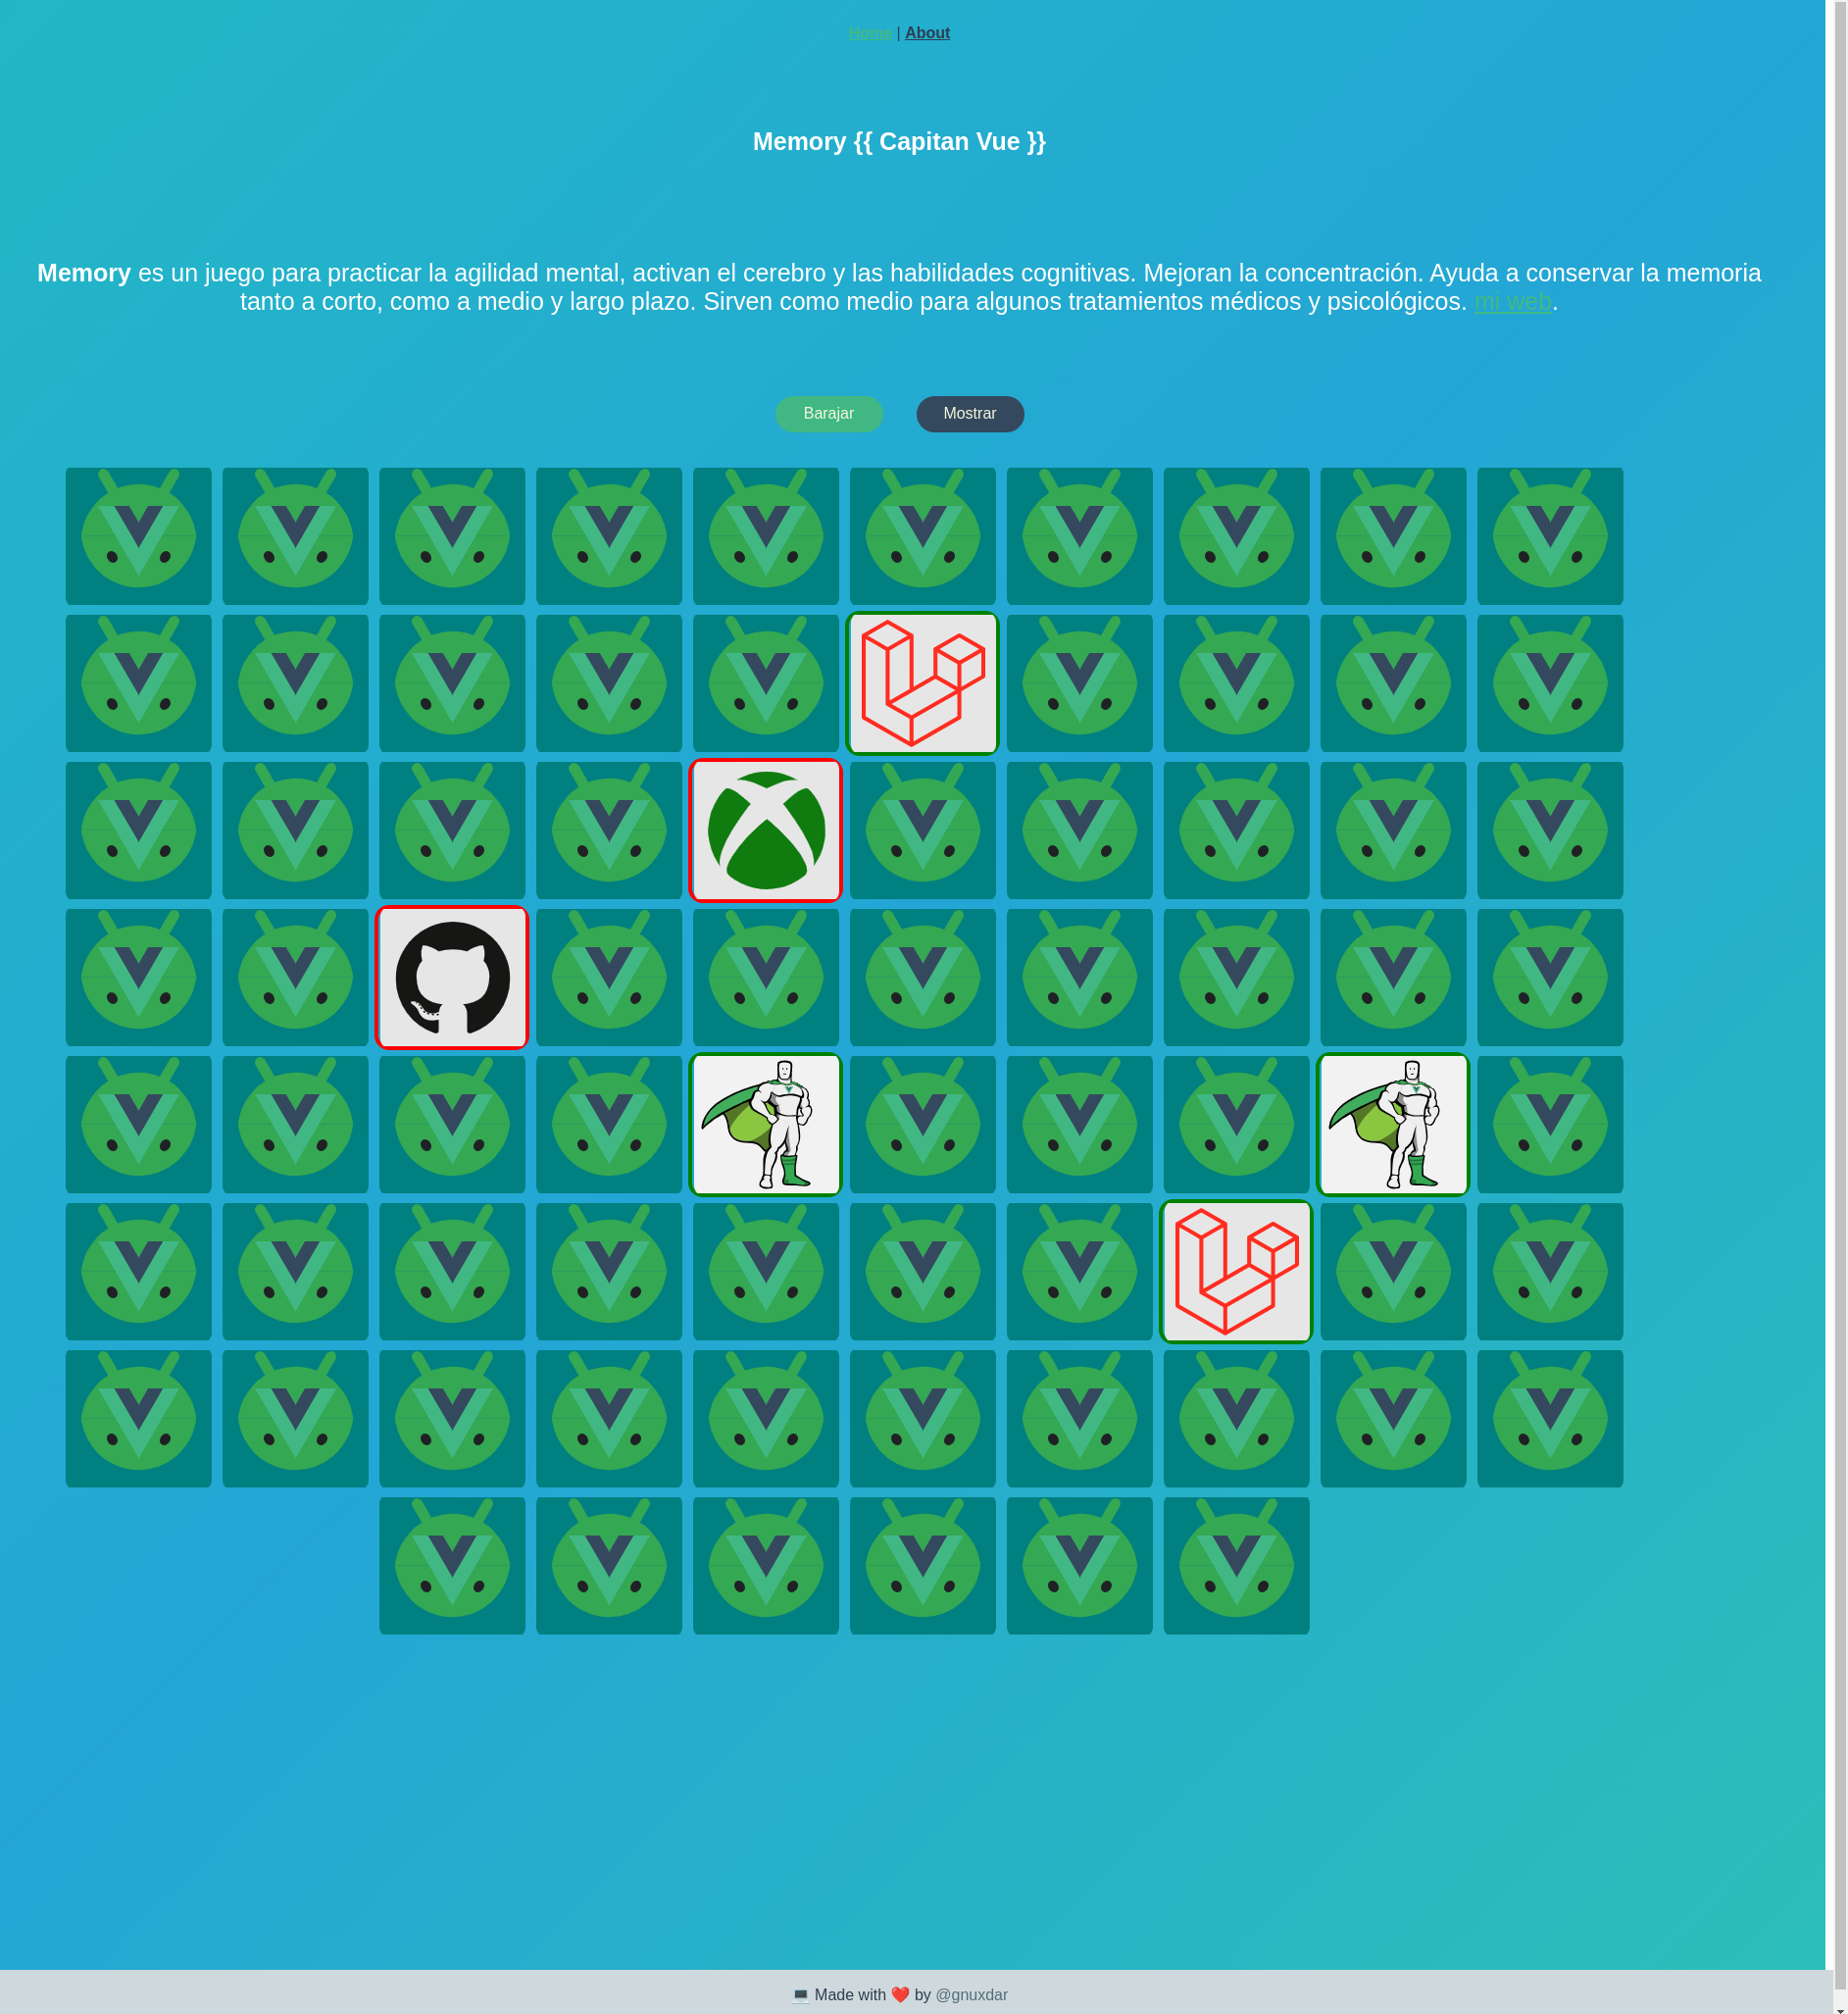 Home | About
Memory {{ Capitan Vue }}
Memory es un juego para practicar la agilidad mental, activan el cerebro y las habilidades cognitivas. Mejoran la concentración. Ayuda a conservar la memoria
tanto a corto, como a medio y largo plazo. Sirven como medio para algunos tratamientos médicos y psicológicos. mi web.
Barajar Mostrar
💻 Made with ❤️ by @gnuxdar